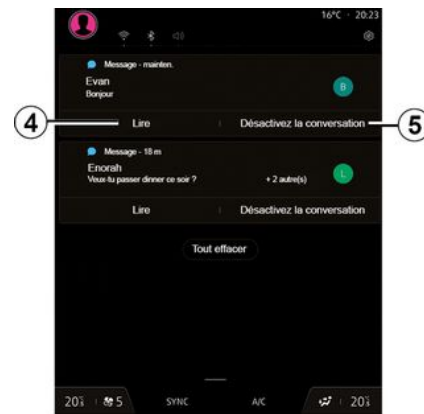 16°C · 20:23
Message - mainten.
Evan
Bonjour
B
4
Lire
Désactivez la conversation
5
Message - 18 m
Enorah
Veux-tu passer dinner ce soir ?
+ 2 autre(s)
L
Lire
Désactivez la conversation
Tout effacer
20
5
SYNC
A/C
20